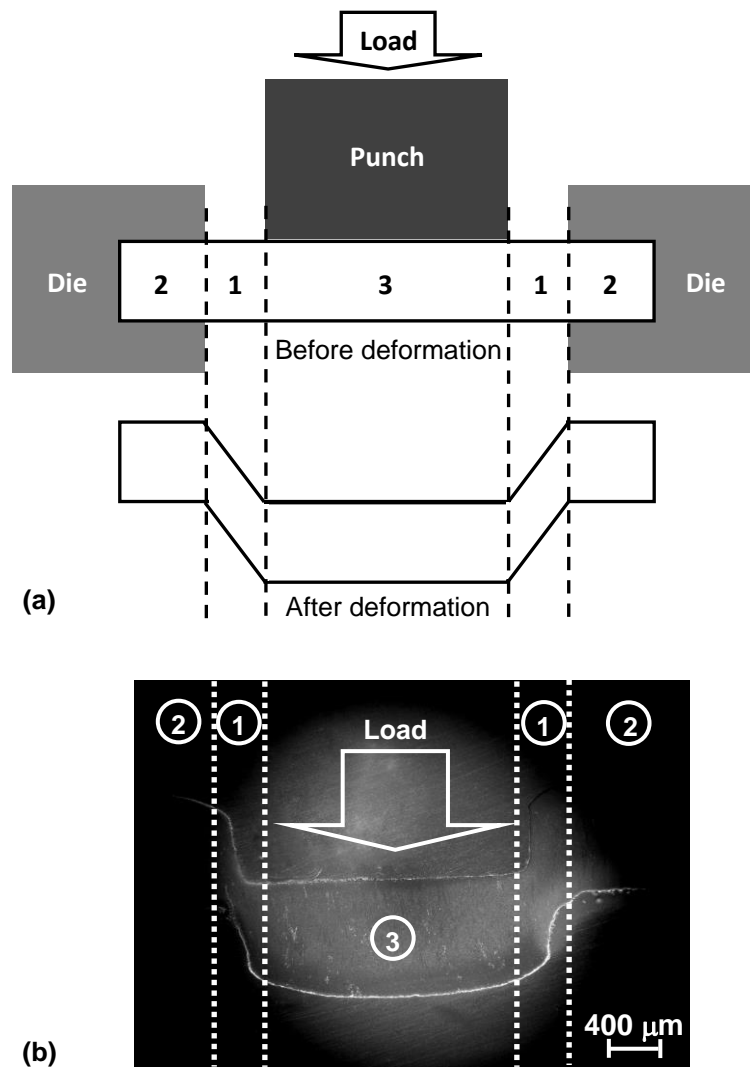 Load
Punch
Die 2 1 3 1 2 Die
Before deformation
After deformation
(a)
2 1 Load 1 2
3
400 μm
(b)